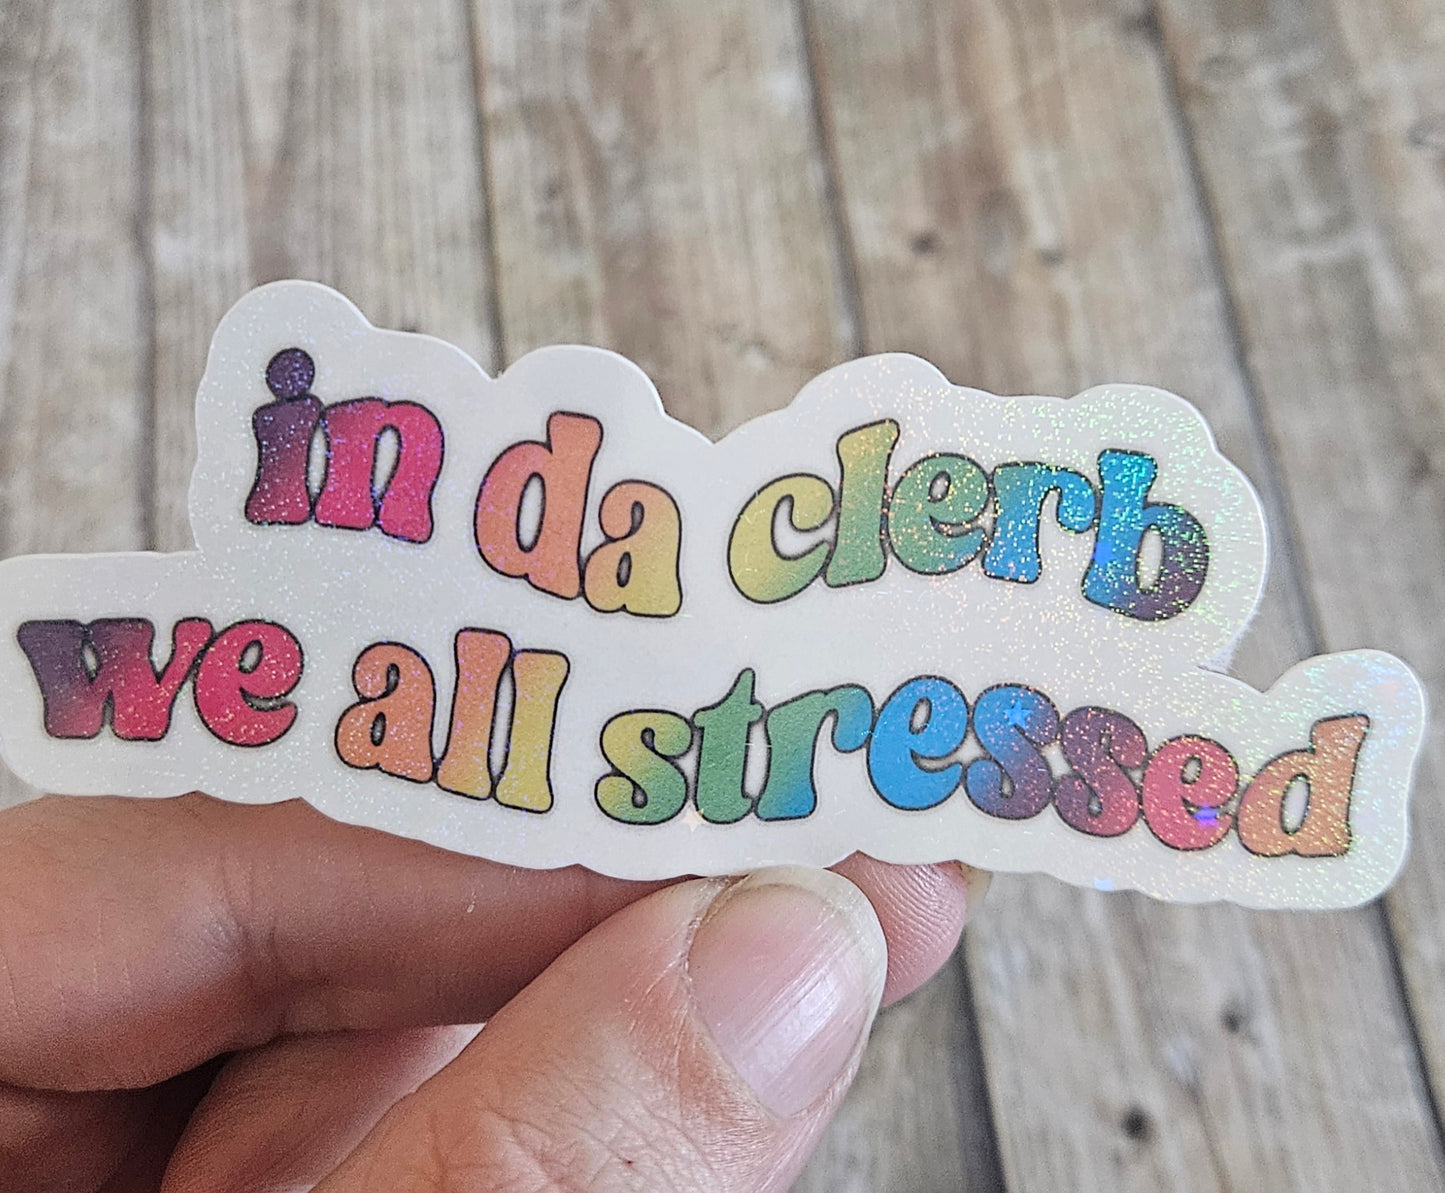 in da clerb
we all stressed